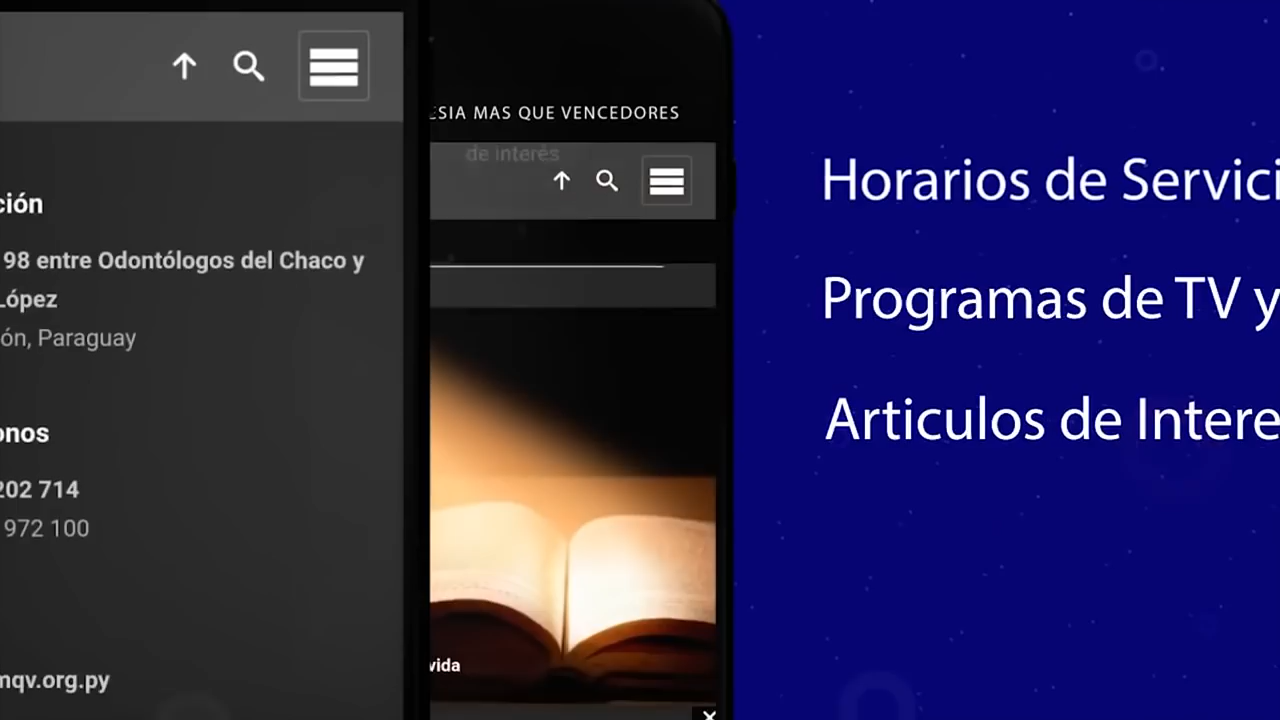 ción
98 entre Odontólogos del Chaco y
López
ón, Paraguay
onos
202 714
972 100
mqv.org.py
ESIA MAS QUE VENCEDORES
de interés
vida
Horarios de Servici
Programas de TV y
Articulos de Intere